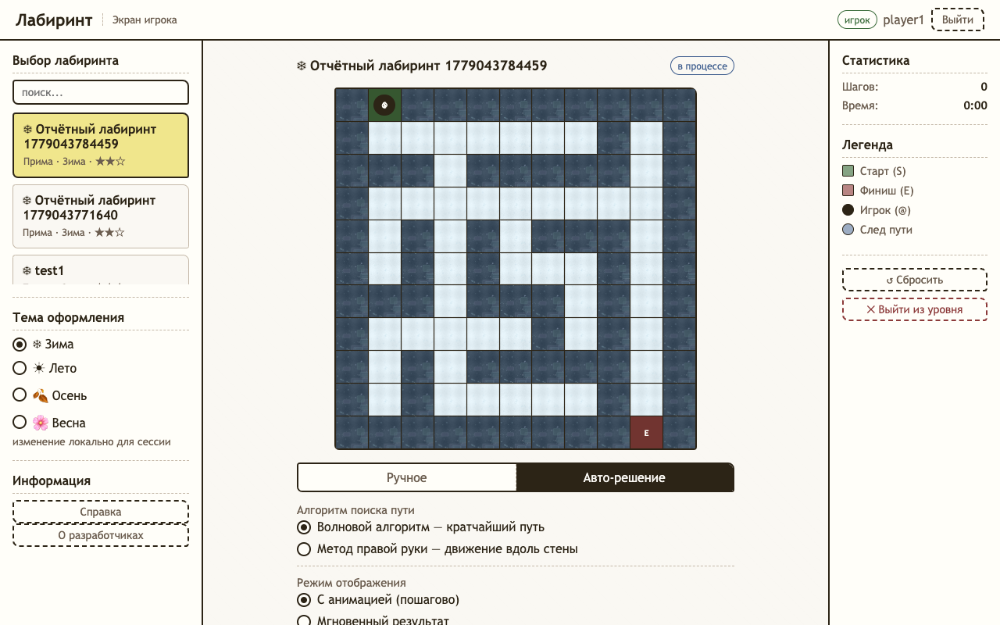 Лабиринт
Экран игрока
игрок
player1
Выйти
Выбор лабиринта
поиск...
❄ Отчётный лабиринт
1779043784459
Прима · Зима · ★★☆
❄ Отчётный лабиринт
1779043771640
Прима · Зима · ★★☆
❄ test1
Тема оформления
❄ Зима
☀ Лето
🍂 Осень
🌸 Весна
изменение локально для сессии
Информация
Справка
О разработчиках
❄ Отчётный лабиринт 1779043784459
в процессе
E
Ручное
Авто-решение
Алгоритм поиска пути
Волновой алгоритм — кратчайший путь
Метод правой руки — движение вдоль стены
Режим отображения
С анимацией (пошагово)
Мгновенный результат
Статистика
Шагов: 0
Время: 0:00
Легенда
Старт (S)
Финиш (E)
Игрок (@)
След пути
↺ Сбросить
✕ Выйти из уровня